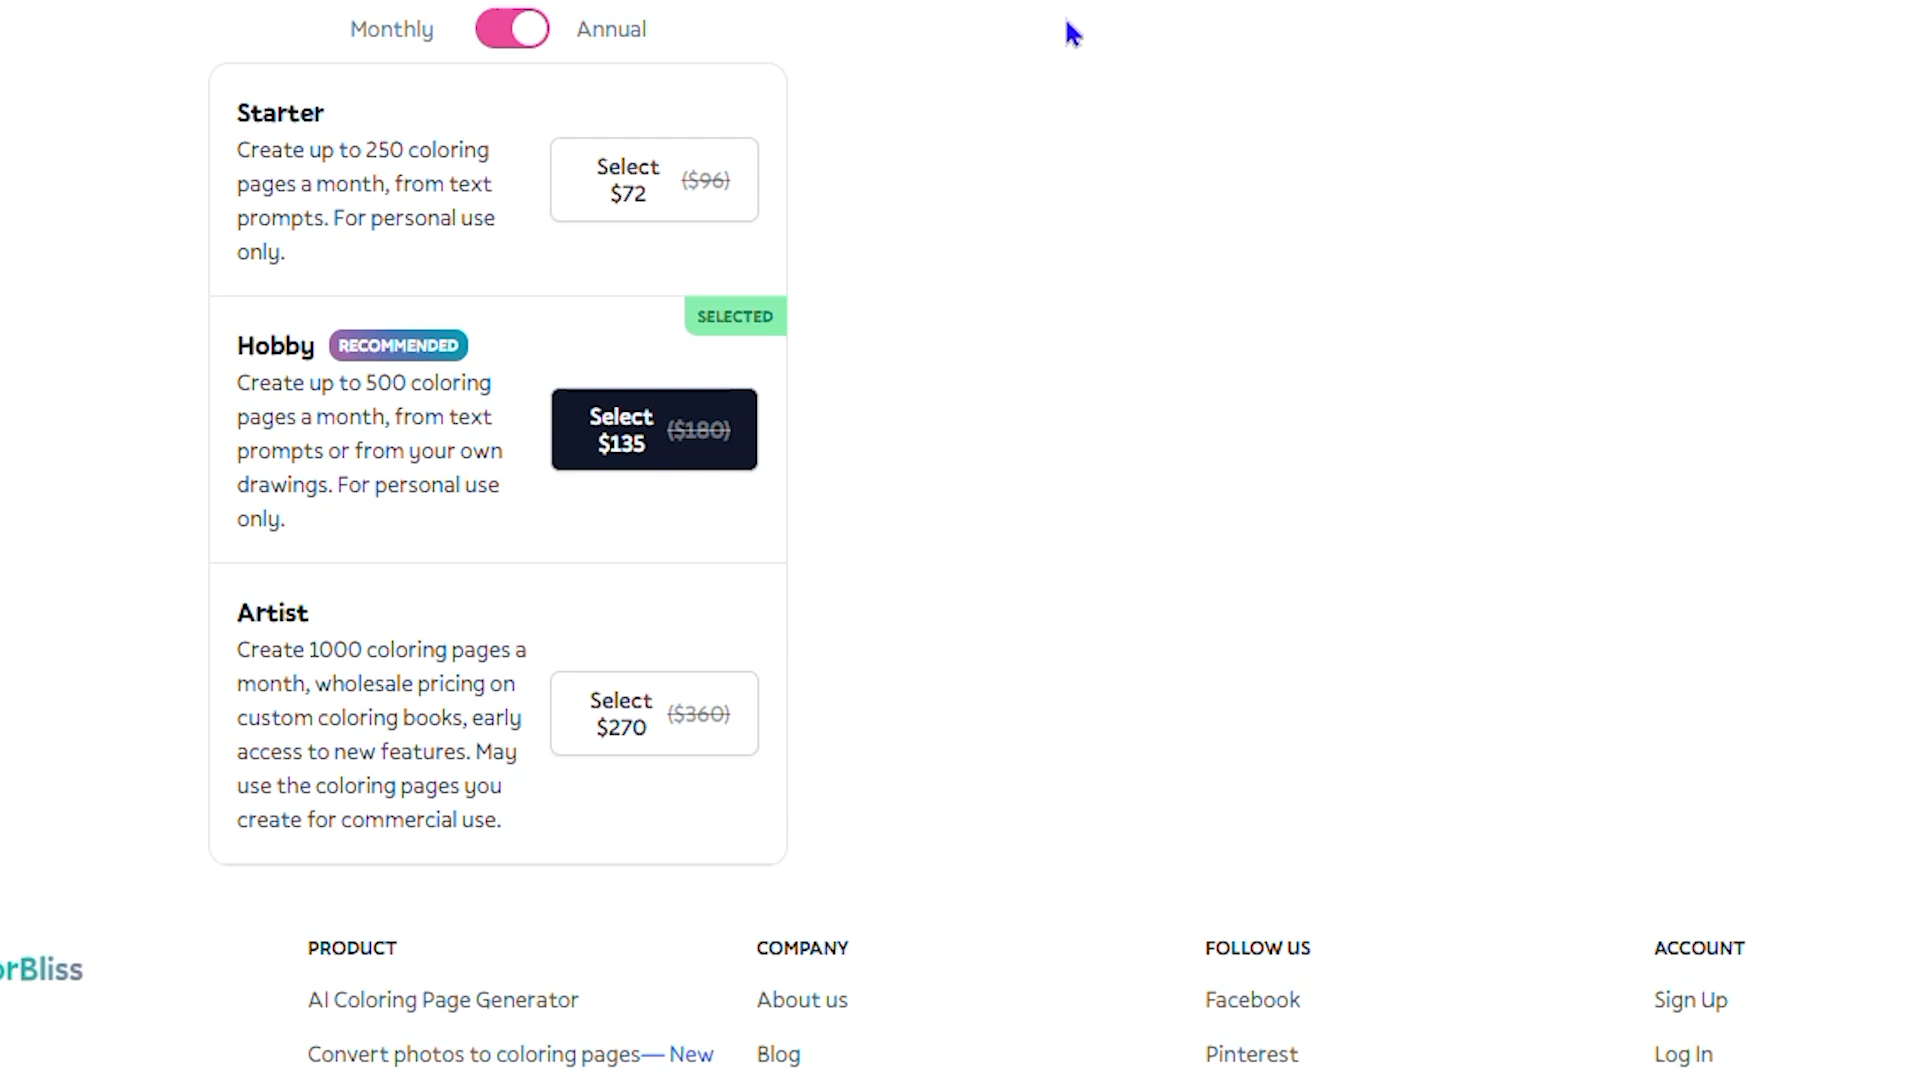 Monthly Annual
Starter
Create up to 250 coloring
pages a month, from text
prompts. For personal use
only.
Select
$72
($96)
SELECTED
Hobby RECOMMENDED
Create up to 500 coloring
pages a month, from text
prompts or from your own
drawings. For personal use
only.
Select
$135
($180)
Artist
Create 1000 coloring pages a
month, wholesale pricing on
custom coloring books, early
access to new features. May
use the coloring pages you
create for commercial use.
Select
$270
($360)
orBliss
PRODUCT
AI Coloring Page Generator
Convert photos to coloring pages— New
COMPANY
About us
Blog
FOLLOW US
Facebook
Pinterest
ACCOUNT
Sign Up
Log In